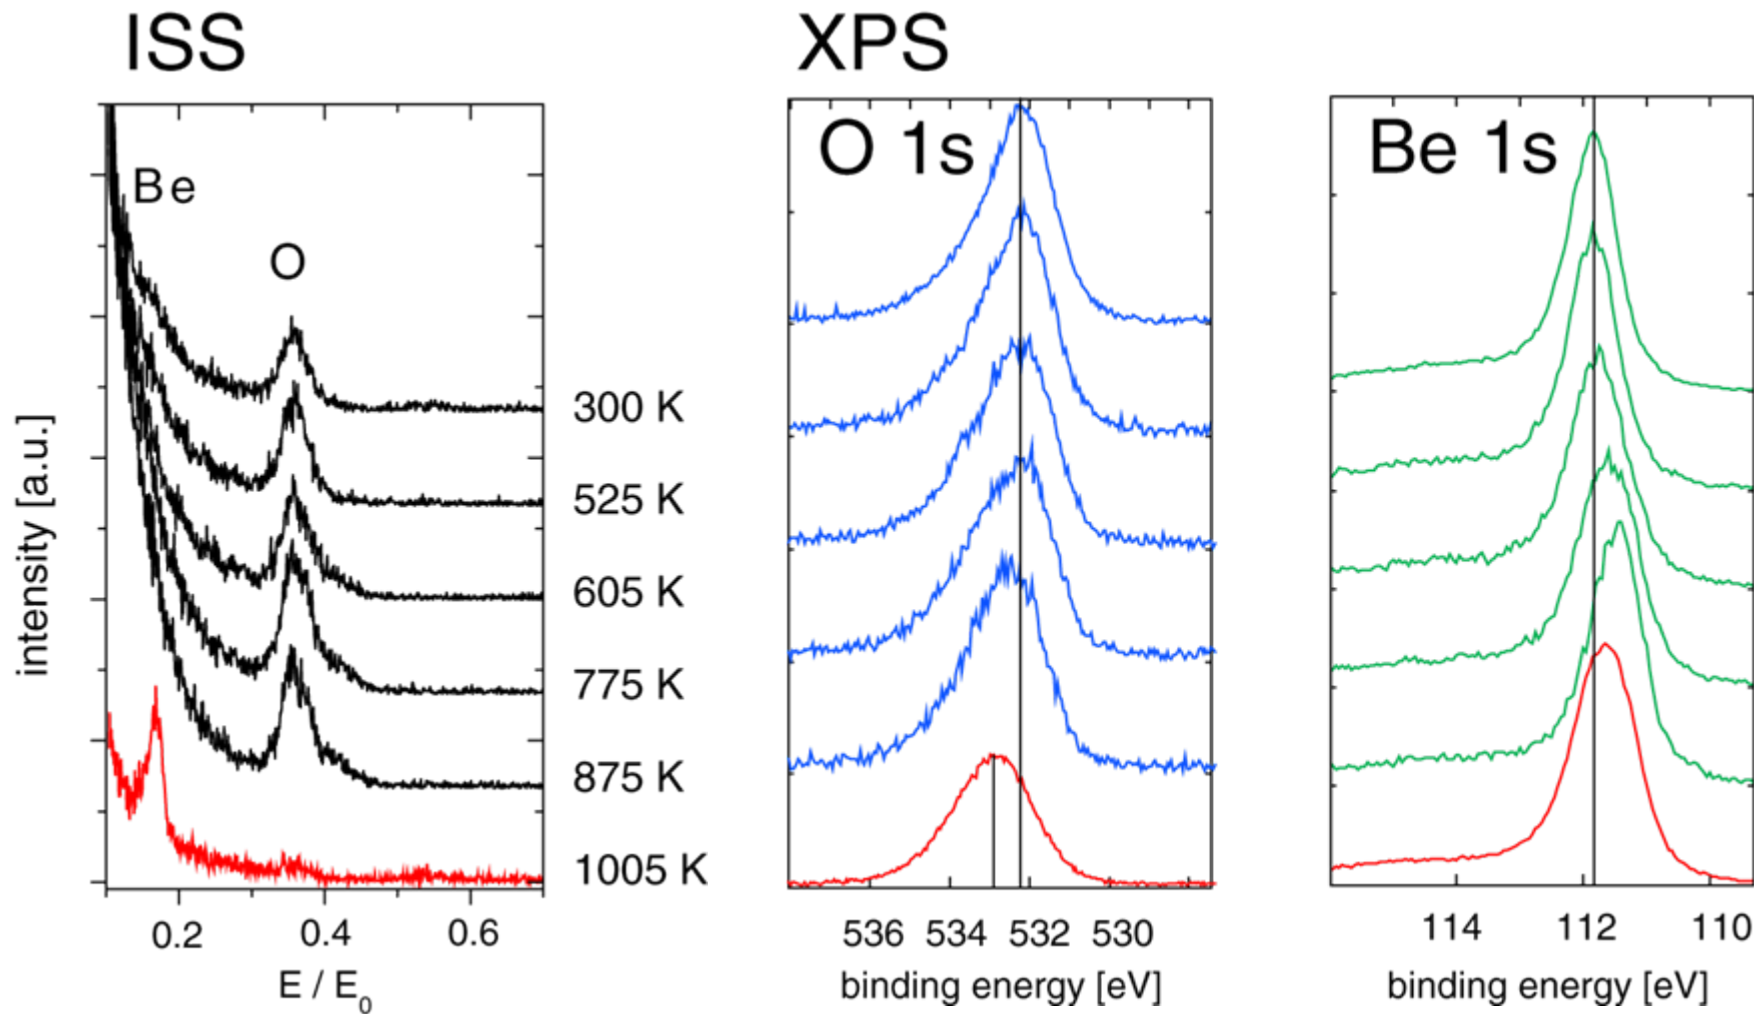 ISS
XPS
Be
O
O 1s
Be 1s
300 K
525 K
605 K
775 K
875 K
1005 K
intensity [a.u.]
0.2 0.4 0.6
E / E₀
536 534 532 530
binding energy [eV]
114 112 110
binding energy [eV]